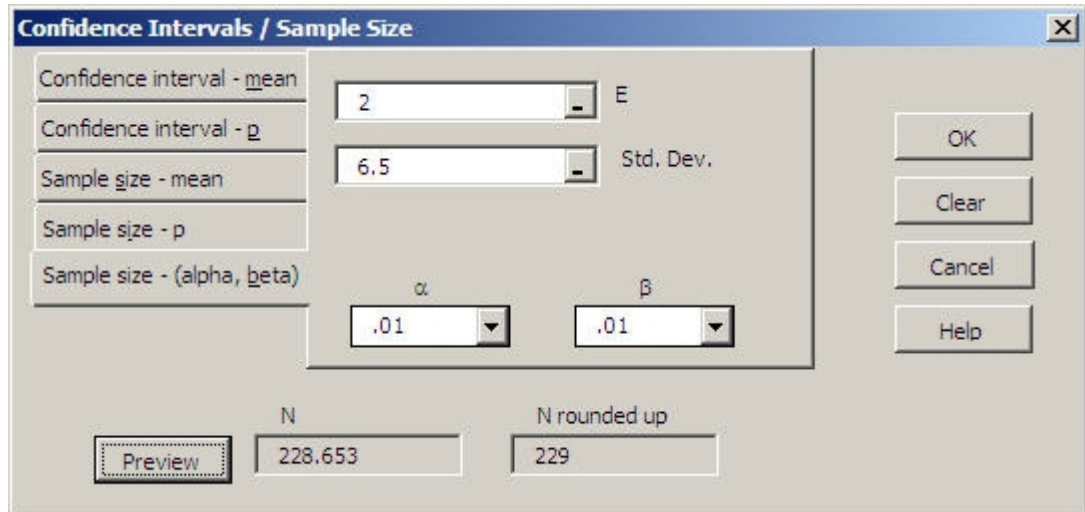 Confidence Intervals / Sample Size
Confidence interval - mean
Confidence interval - p
Sample size - mean
Sample size - p
Sample size - (alpha, beta)
2 E
6.5 Std. Dev.
α β
.01 .01
OK
Clear
Cancel
Help
N N rounded up
Preview 228.653 229